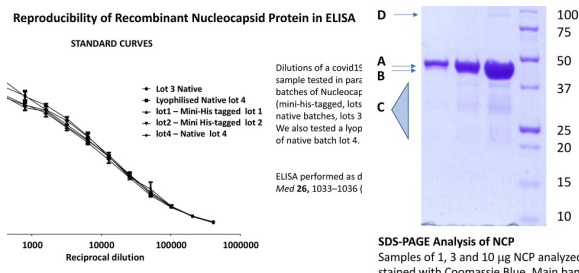 Reproducibility of Recombinant Nucleocapsid Protein in ELISA
STANDARD CURVES
Lot 3 Native
Lyophilised Native lot 4
lot1 – Mini-His tagged lot 1
lot2 – Mini His-tagged lot 2
lot4 – Native lot 4
1000
10000
100000
1000000
Reciprocal dilution
Dilutions of a covid19
sample tested in para
batches of Nucleocap
(mini-his-tagged, lots
native batches, lots 3
We also tested a lyop
of native batch lot 4.
ELISA performed as d
Med 26, 1033–1036 (
D
A
B
C
100
75
50
37
25
20
15
10
SDS-PAGE Analysis of NCP
Samples of 1, 3 and 10 μg NCP analyzed
stained with Coomassie Blue. Main ban